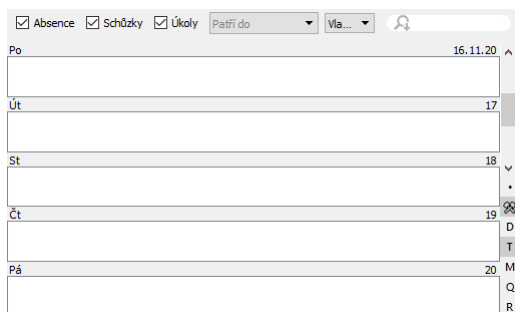 Absence Schůzky Úkoly Patří do Vla...
Po 16.11.20
Út 17
St 18
Čt 19
D
T
Pá 20
M
Q
R